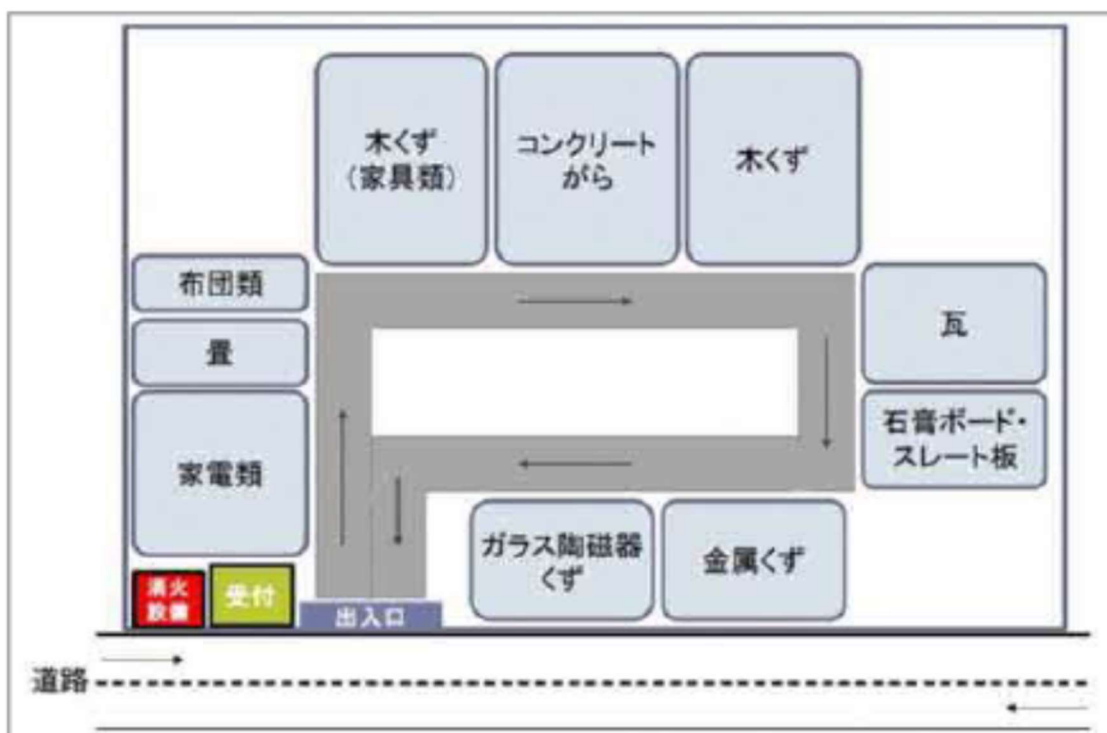 木くず
(家具類)
コンクリート
がら
木くず
布団類
畳
家電類
瓦
石膏ボード・
スレート板
ガラス陶磁器
くず
金属くず
消火
設備
受付
出入口
道路